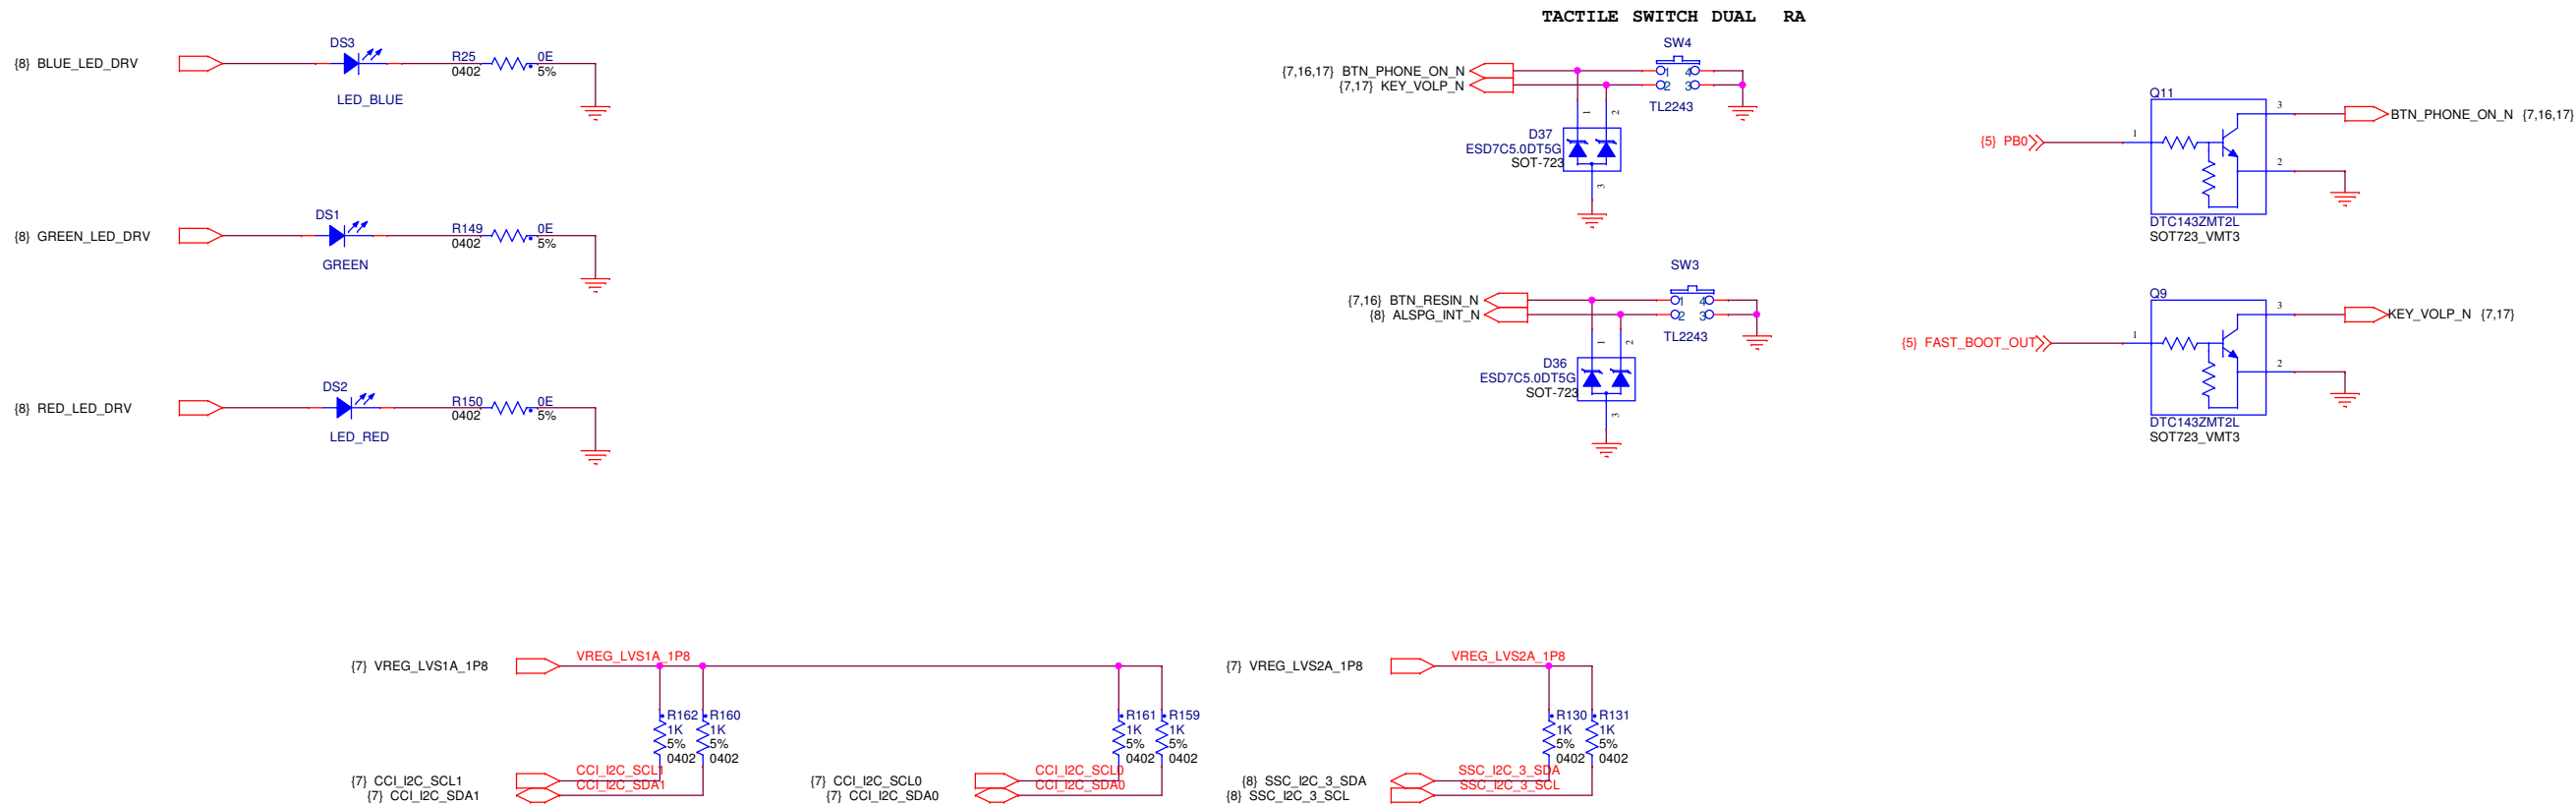 TACTILE SWITCH DUAL RA
DS3
{8} BLUE_LED_DRV
R25
0402
0E
5%
LED_BLUE
DS1
{8} GREEN_LED_DRV
R149
0402
0E
5%
GREEN
DS2
{8} RED_LED_DRV
R150
0402
0E
5%
LED_RED
SW4
{7,16,17} BTN_PHONE_ON_N
{7,17} KEY_VOLP_N
1 4
2 3
TL2243
1 2
D37
ESD7C5.0DT5G
SOT-723
3
SW3
{7,16} BTN_RESIN_N
{8} ALSPG_INT_N
1 4
2 3
TL2243
1 2
D36
ESD7C5.0DT5G
SOT-723
3
Q11
{5} PB0
1
3
BTN_PHONE_ON_N {7,16,17}
2
DTC143ZMT2L
SOT723_VMT3
Q9
{5} FAST_BOOT_OUT
1
3
KEY_VOLP_N {7,17}
2
DTC143ZMT2L
SOT723_VMT3
{7} VREG_LVS1A_1P8
VREG_LVS1A_1P8
R162
1K
5%
0402
R160
1K
5%
0402
{7} CCI_I2C_SCL1
CCI_I2C_SCL1
{7} CCI_I2C_SDA1
CCI_I2C_SDA1
R161
1K
5%
0402
R159
1K
5%
0402
{7} CCI_I2C_SCL0
CCI_I2C_SCL0
{7} CCI_I2C_SDA0
CCI_I2C_SDA0
{7} VREG_LVS2A_1P8
VREG_LVS2A_1P8
R130
1K
5%
0402
R131
1K
5%
0402
{8} SSC_I2C_3_SDA
SSC_I2C_3_SDA
{8} SSC_I2C_3_SCL
SSC_I2C_3_SCL